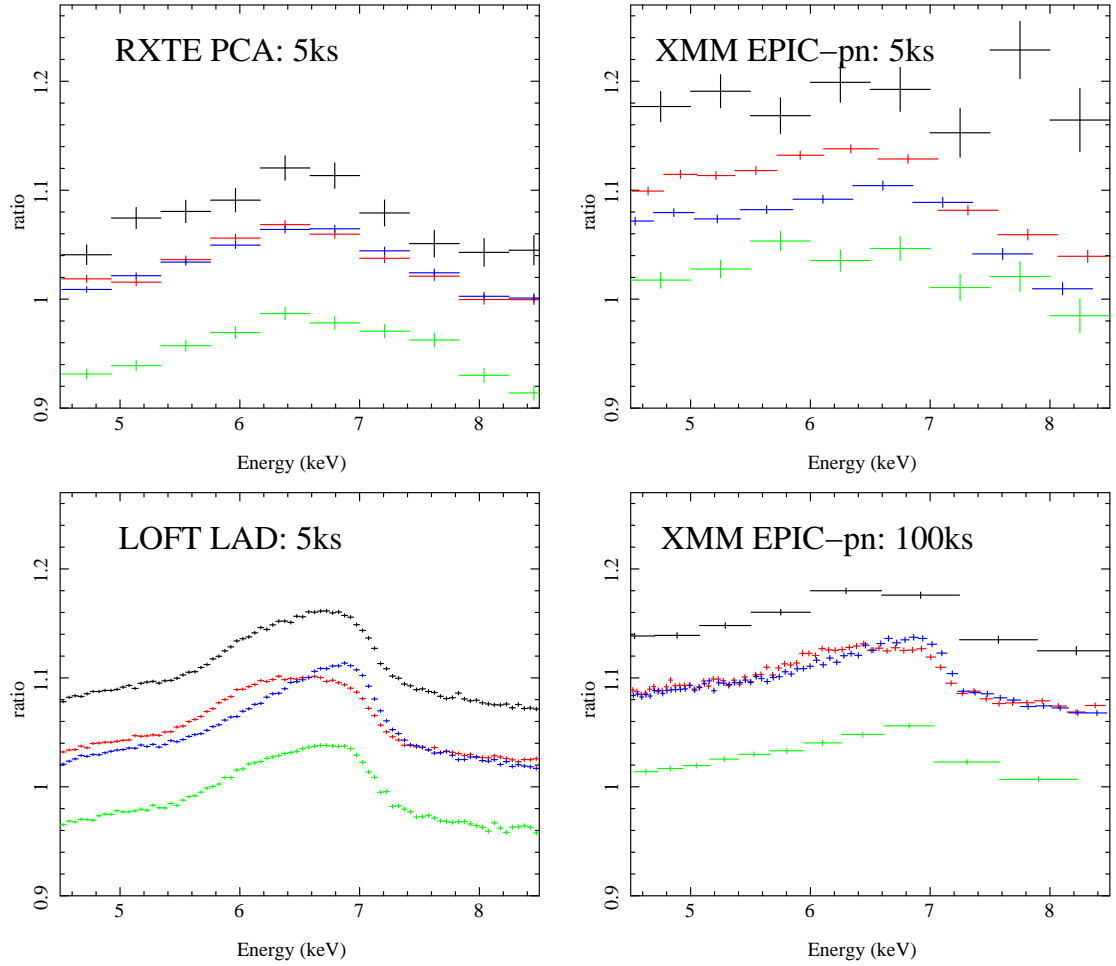 RXTE PCA: 5ks
ratio
0.9 1 1.1 1.2
5 6 7 8
Energy (keV)
XMM EPIC−pn: 5ks
ratio
0.9 1 1.1 1.2
5 6 7 8
Energy (keV)
LOFT LAD: 5ks
ratio
0.9 1 1.1 1.2
5 6 7 8
Energy (keV)
XMM EPIC−pn: 100ks
ratio
0.9 1 1.1 1.2
5 6 7 8
Energy (keV)